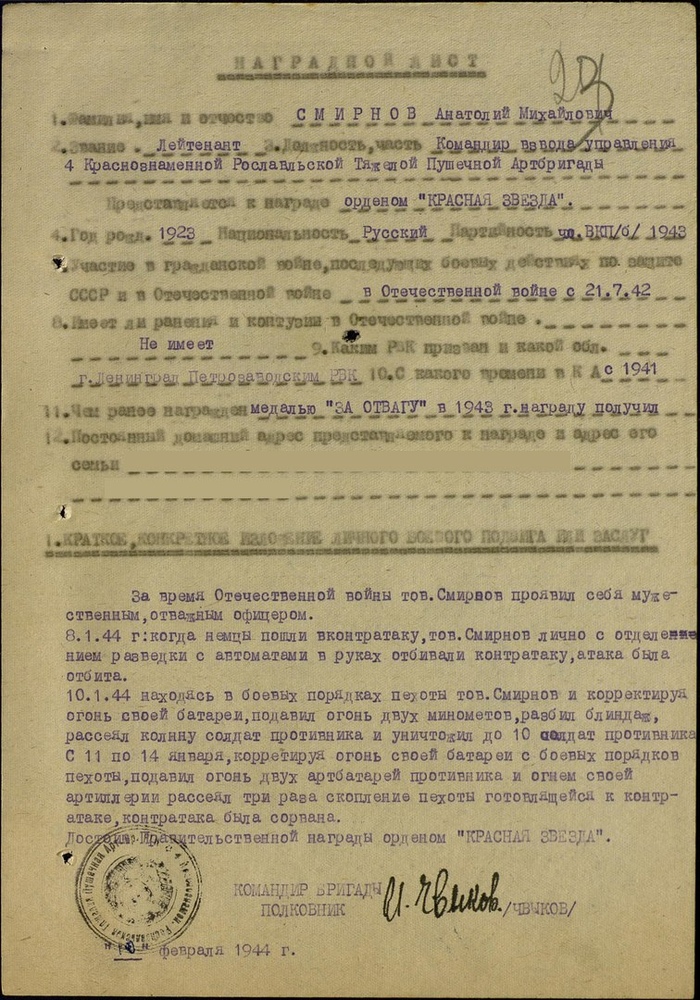 НАГРАДНОЙ ЛИСТ
1.Фамилия,имя и отчество СМИРНОВ Анатолий Михайлович
2.Звание . Лейтенант 3.Должность,часть Командир взвода управления
4 Краснознаменной Рославльской Тяжелой Пушечной Артбригады
Представляется к награде орденом "КРАСНАЯ ЗВЕЗДА".
4.Год рожд. 1923 Национальность Русский Партийность чл.ВКП/б/ 1943
Участие в гражданской войне,последующих боевых действиях по защите
СССР и в Отечественной войне в Отечественной войне с 21.7.42
8.Имеет ли ранения и контузии в Отечественной войне .
Не имеет 9.Каким РВК призван и какой обл.
г.Ленинград Петрозаводским РВК 10.С какого времени в К А с 1941
11.Чем ранее награжден медалью "ЗА ОТВАГУ" в 1943 г.награду получил
12.Постоянный домашний адрес представляемого к награде и адрес его
семьи
1.КРАТКОЕ,КОНКРЕТНОЕ ИЗЛОЖЕНИЕ ЛИЧНОГО БОЕВОГО ПОДВИГА ИЛИ ЗАСЛУГ
За время Отечественной войны тов.Смирнов проявил себя муже-
ственным,отважным офицером.
8.1.44 г:когда немцы пошли вконтратаку,тов.Смирнов лично с отделе
нием разведки с автоматами в руках отбивали контратаку,атака была
отбита.
10.1.44 находясь в боевых порядках пехоты тов.Смирнов и корректируя
огонь своей батареи,подавил огонь двух минометов,разбил блиндаж,
рассеял колнну солдат противника и уничтожил до 10 солдат противника
С 11 по 14 января,корретируя огонь своей батареи с боевых порядков
пехоты,подавил огонь двух артбатарей противника и огнем своей
артиллерии рассеял три раза скопление пехоты готовящейся к контр-
атаке,контратака была сорвана.
Достоин Правительственной награды орденом "КРАСНАЯ ЗВЕЗДА".
КОМАНДИР БРИГАДЫ
ПОЛКОВНИК И. Чвыков. /ЧВЫКОВ/
февраля 1944 г.